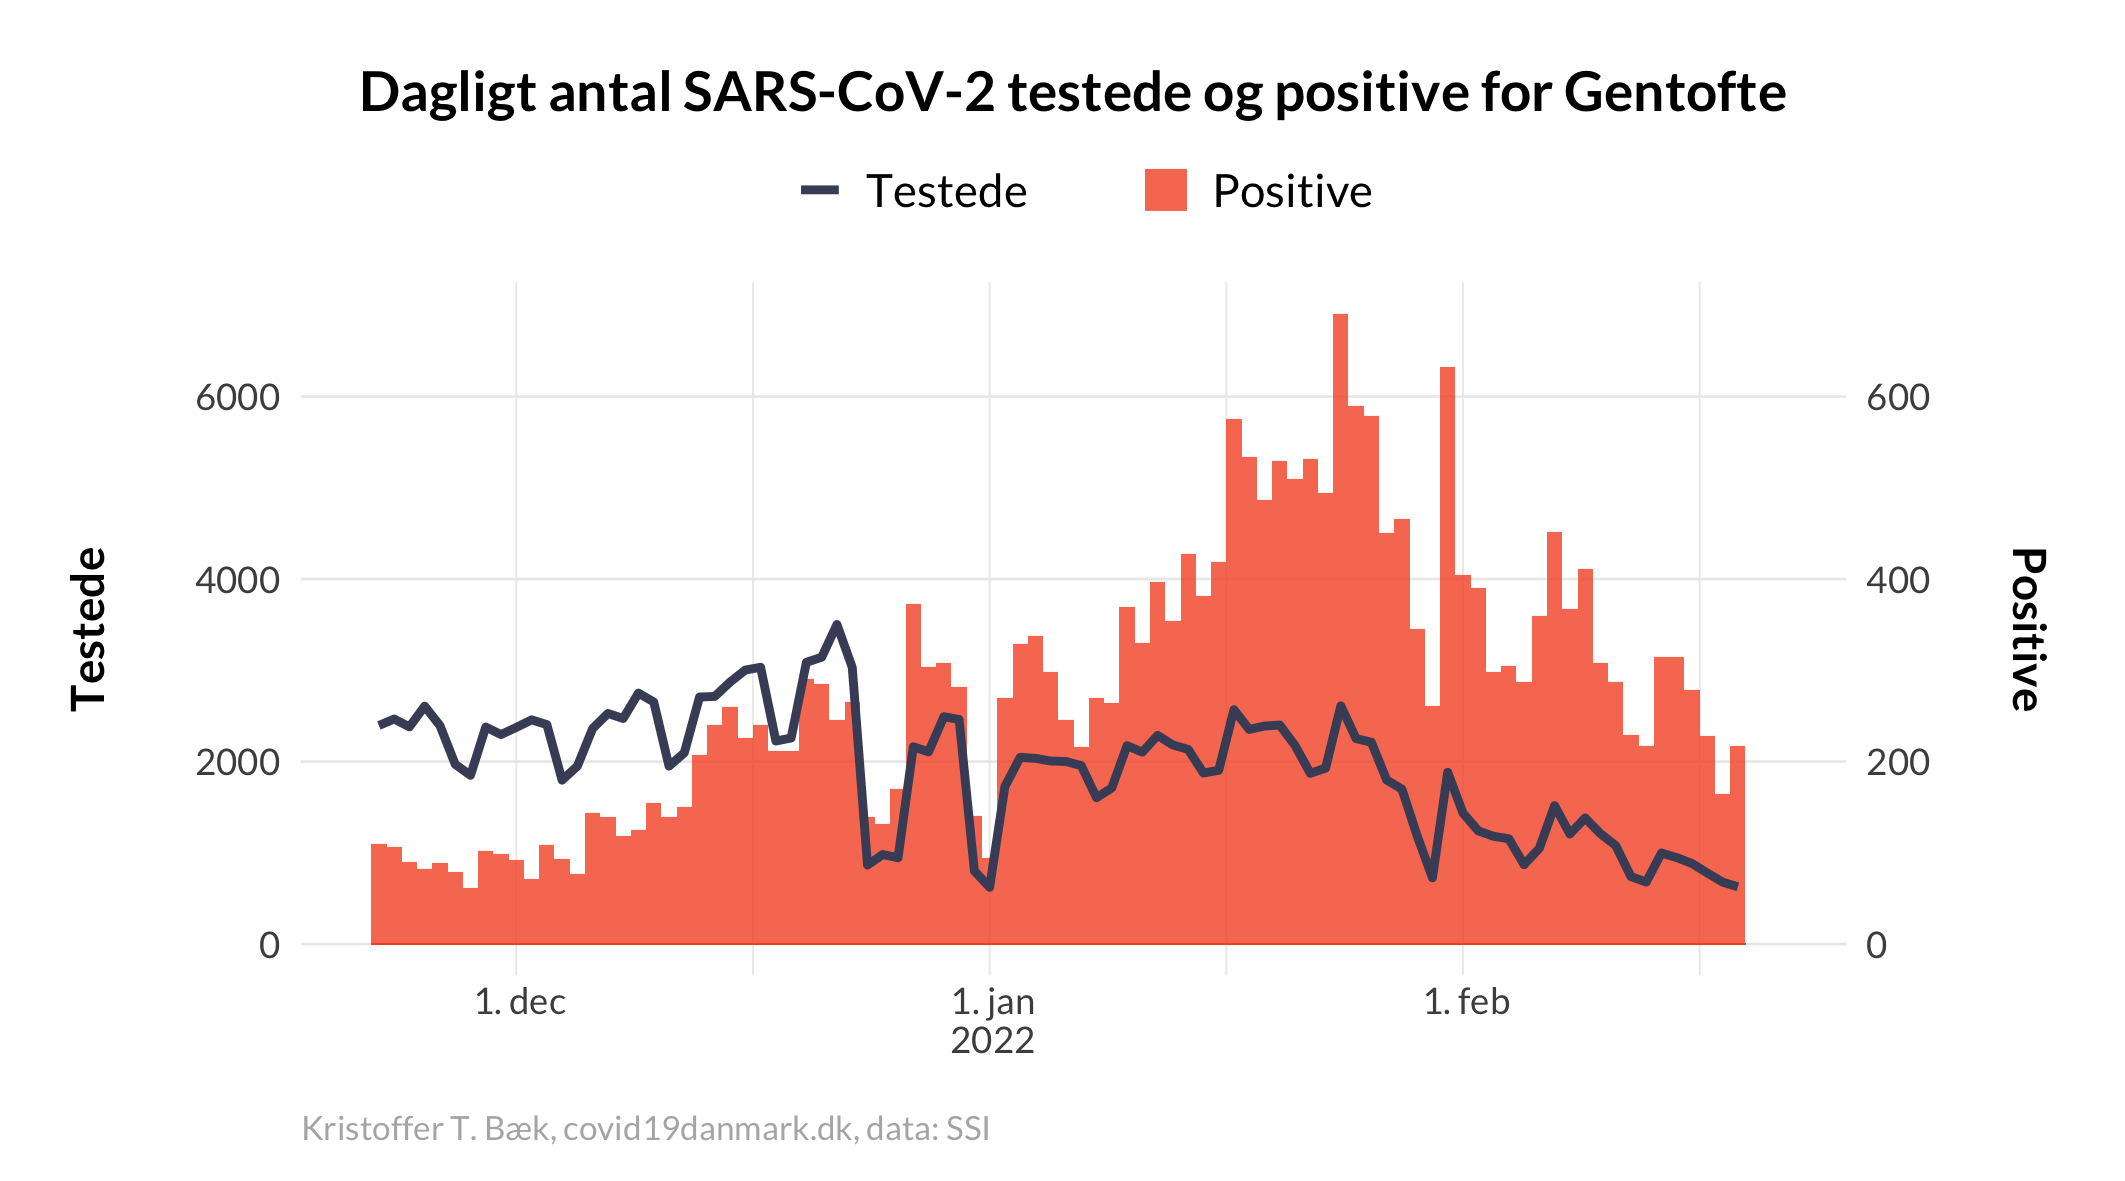 Dagligt antal SARS-CoV-2 testede og positive for Gentofte
Testede
Positive
Testede
6000
4000
2000
0
600
400
200
0
Positive
1. dec
1. jan
2022
1. feb
Kristoffer T. Bæk, covid19danmark.dk, data: SSI